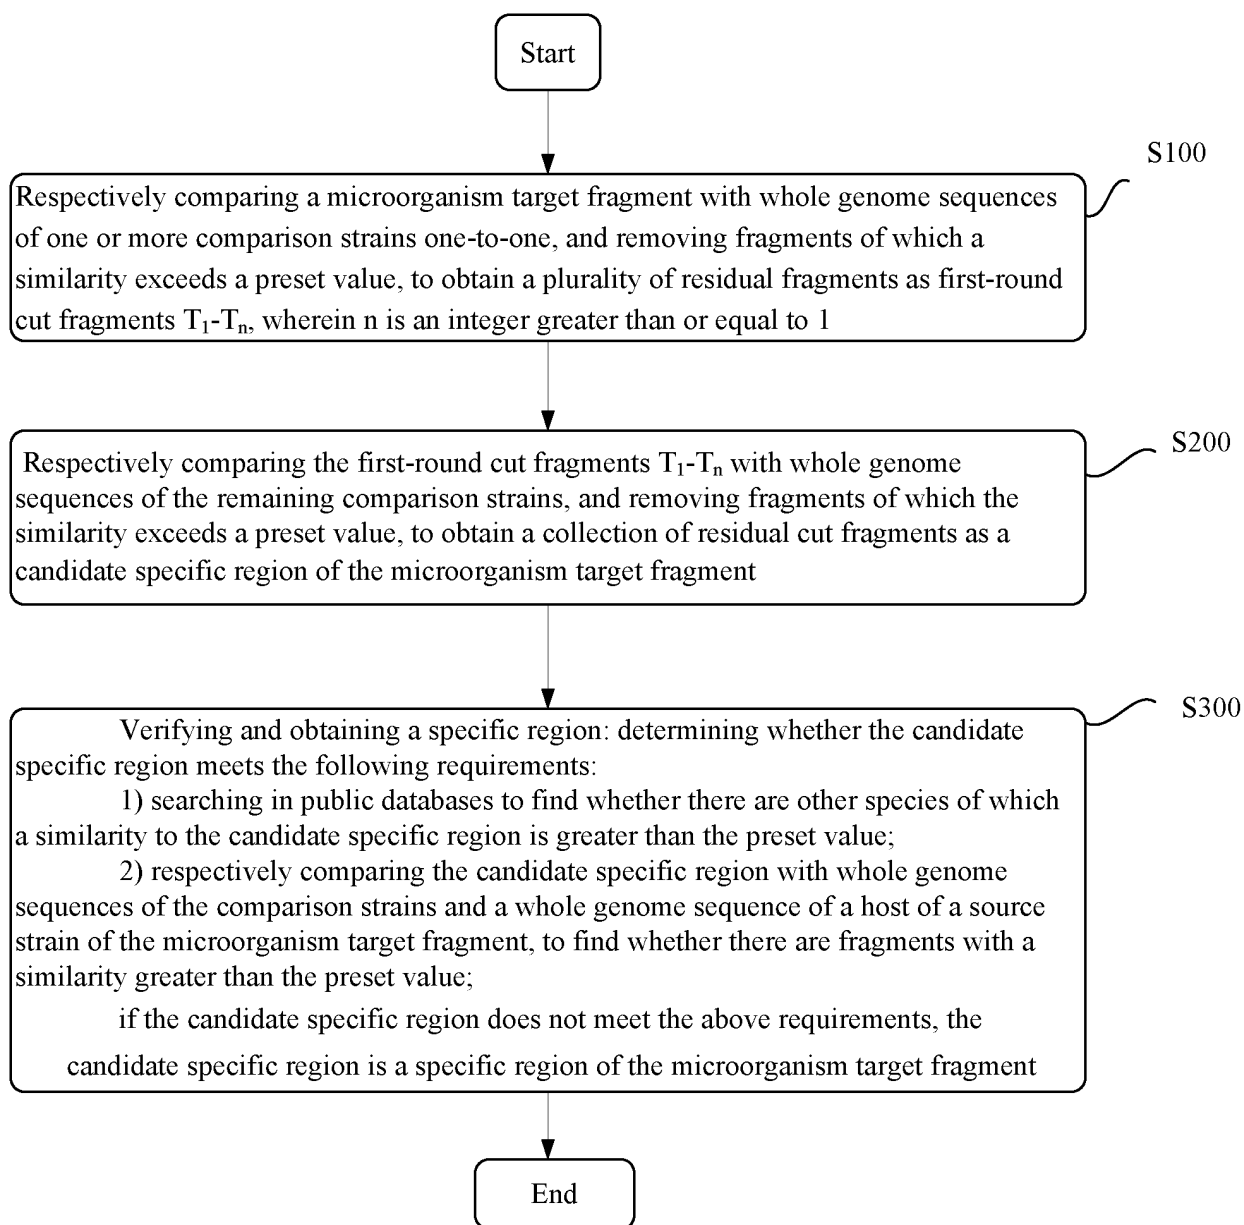 Start
S100
Respectively comparing a microorganism target fragment with whole genome sequences
of one or more comparison strains one-to-one, and removing fragments of which a
similarity exceeds a preset value, to obtain a plurality of residual fragments as first-round
cut fragments T₁-Tₙ, wherein n is an integer greater than or equal to 1
S200
Respectively comparing the first-round cut fragments T₁-Tₙ with whole genome
sequences of the remaining comparison strains, and removing fragments of which the
similarity exceeds a preset value, to obtain a collection of residual cut fragments as a
candidate specific region of the microorganism target fragment
S300
Verifying and obtaining a specific region: determining whether the candidate
specific region meets the following requirements:
1) searching in public databases to find whether there are other species of which
a similarity to the candidate specific region is greater than the preset value;
2) respectively comparing the candidate specific region with whole genome
sequences of the comparison strains and a whole genome sequence of a host of a source
strain of the microorganism target fragment, to find whether there are fragments with a
similarity greater than the preset value;
if the candidate specific region does not meet the above requirements, the
candidate specific region is a specific region of the microorganism target fragment
End